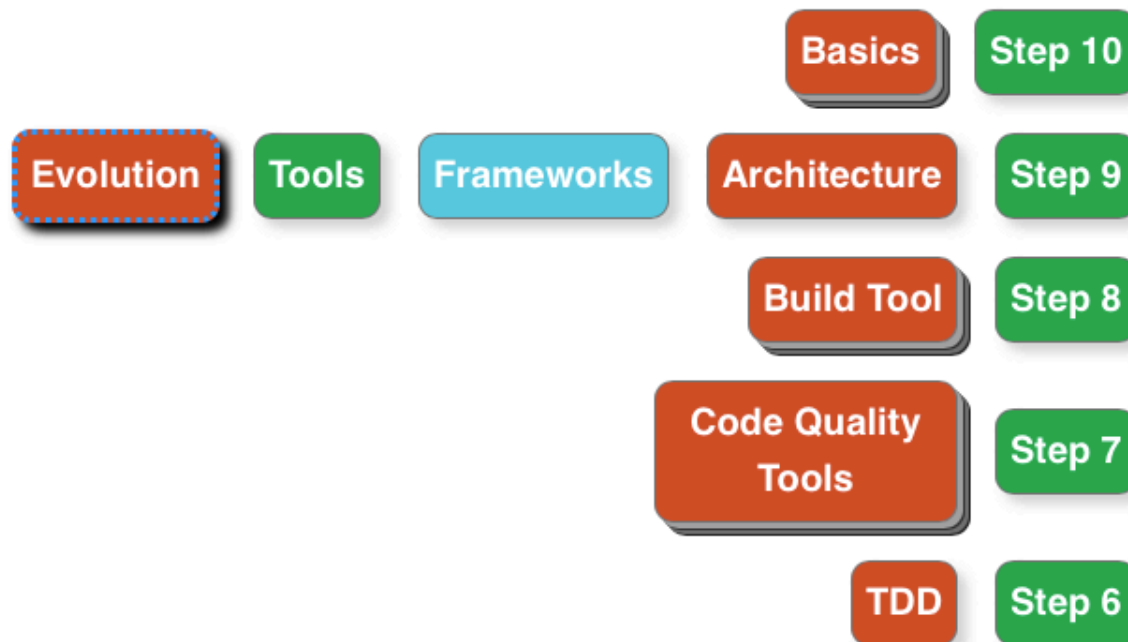 Basics Step 10
Evolution Tools Frameworks Architecture Step 9
Build Tool Step 8
Code Quality
Tools
Step 7
TDD Step 6